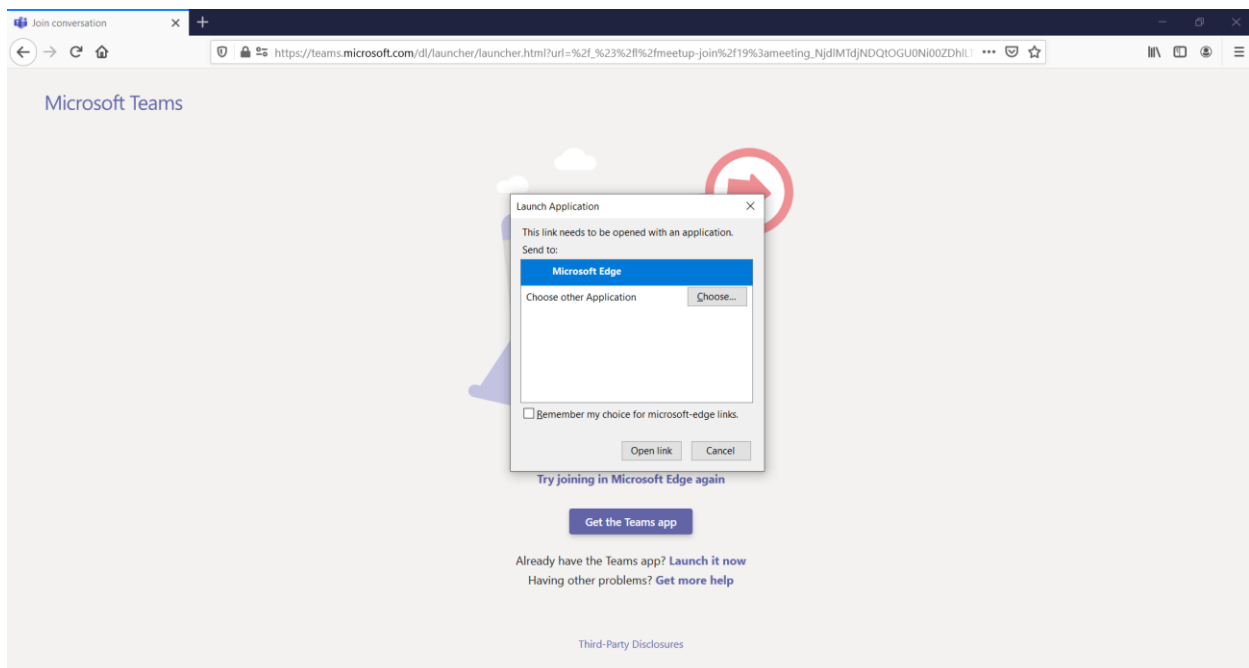 Join conversation
https://teams.microsoft.com/dl/launcher/launcher.html?url=%2f_%23%2fl%2fmeetup-join%2f19%3ameeting_NjdlMTdjNDQtOGU0Ni00ZDhlLT
Microsoft Teams
Launch Application
This link needs to be opened with an application.
Send to:
Microsoft Edge
Choose other Application Choose...
Remember my choice for microsoft-edge links.
Open link Cancel
Try joining in Microsoft Edge again
Get the Teams app
Already have the Teams app? Launch it now
Having other problems? Get more help
Third-Party Disclosures